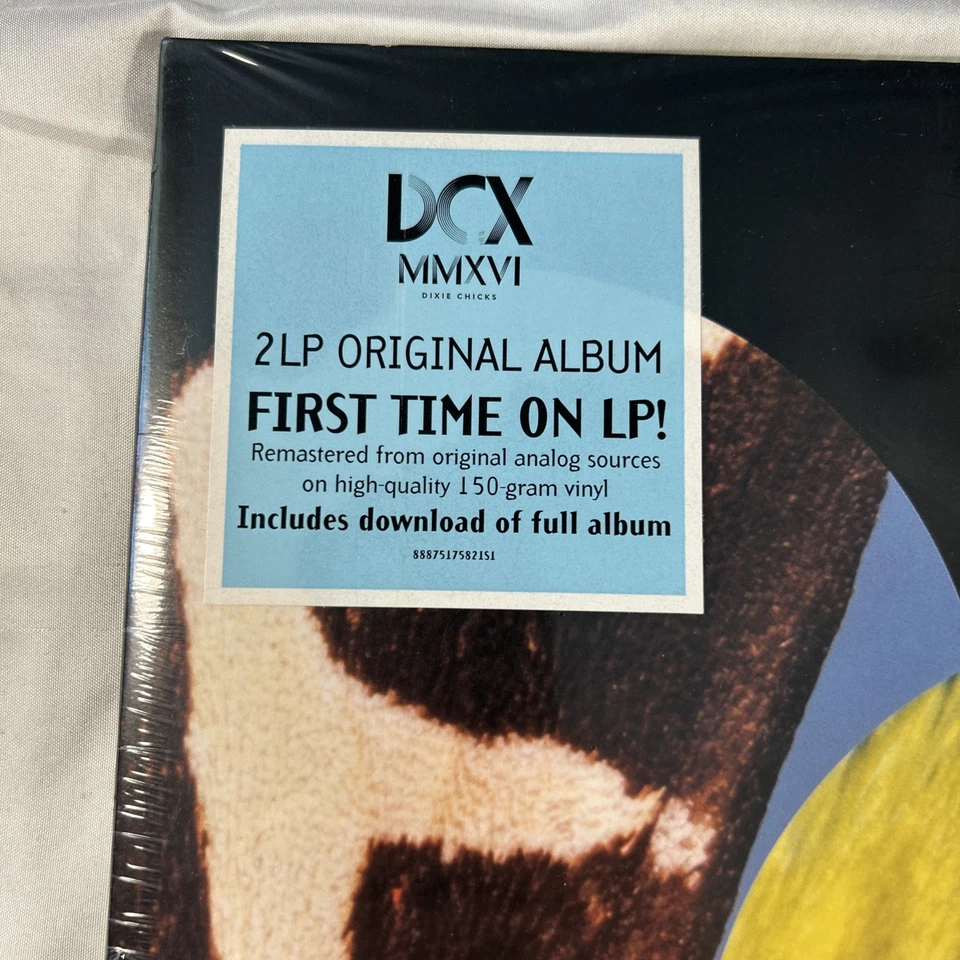 DCX
MMXVI
DIXIE CHICKS
2LP ORIGINAL ALBUM
FIRST TIME ON LP!
Remastered from original analog sources
on high-quality 150-gram vinyl
Includes download of full album
8887517582151